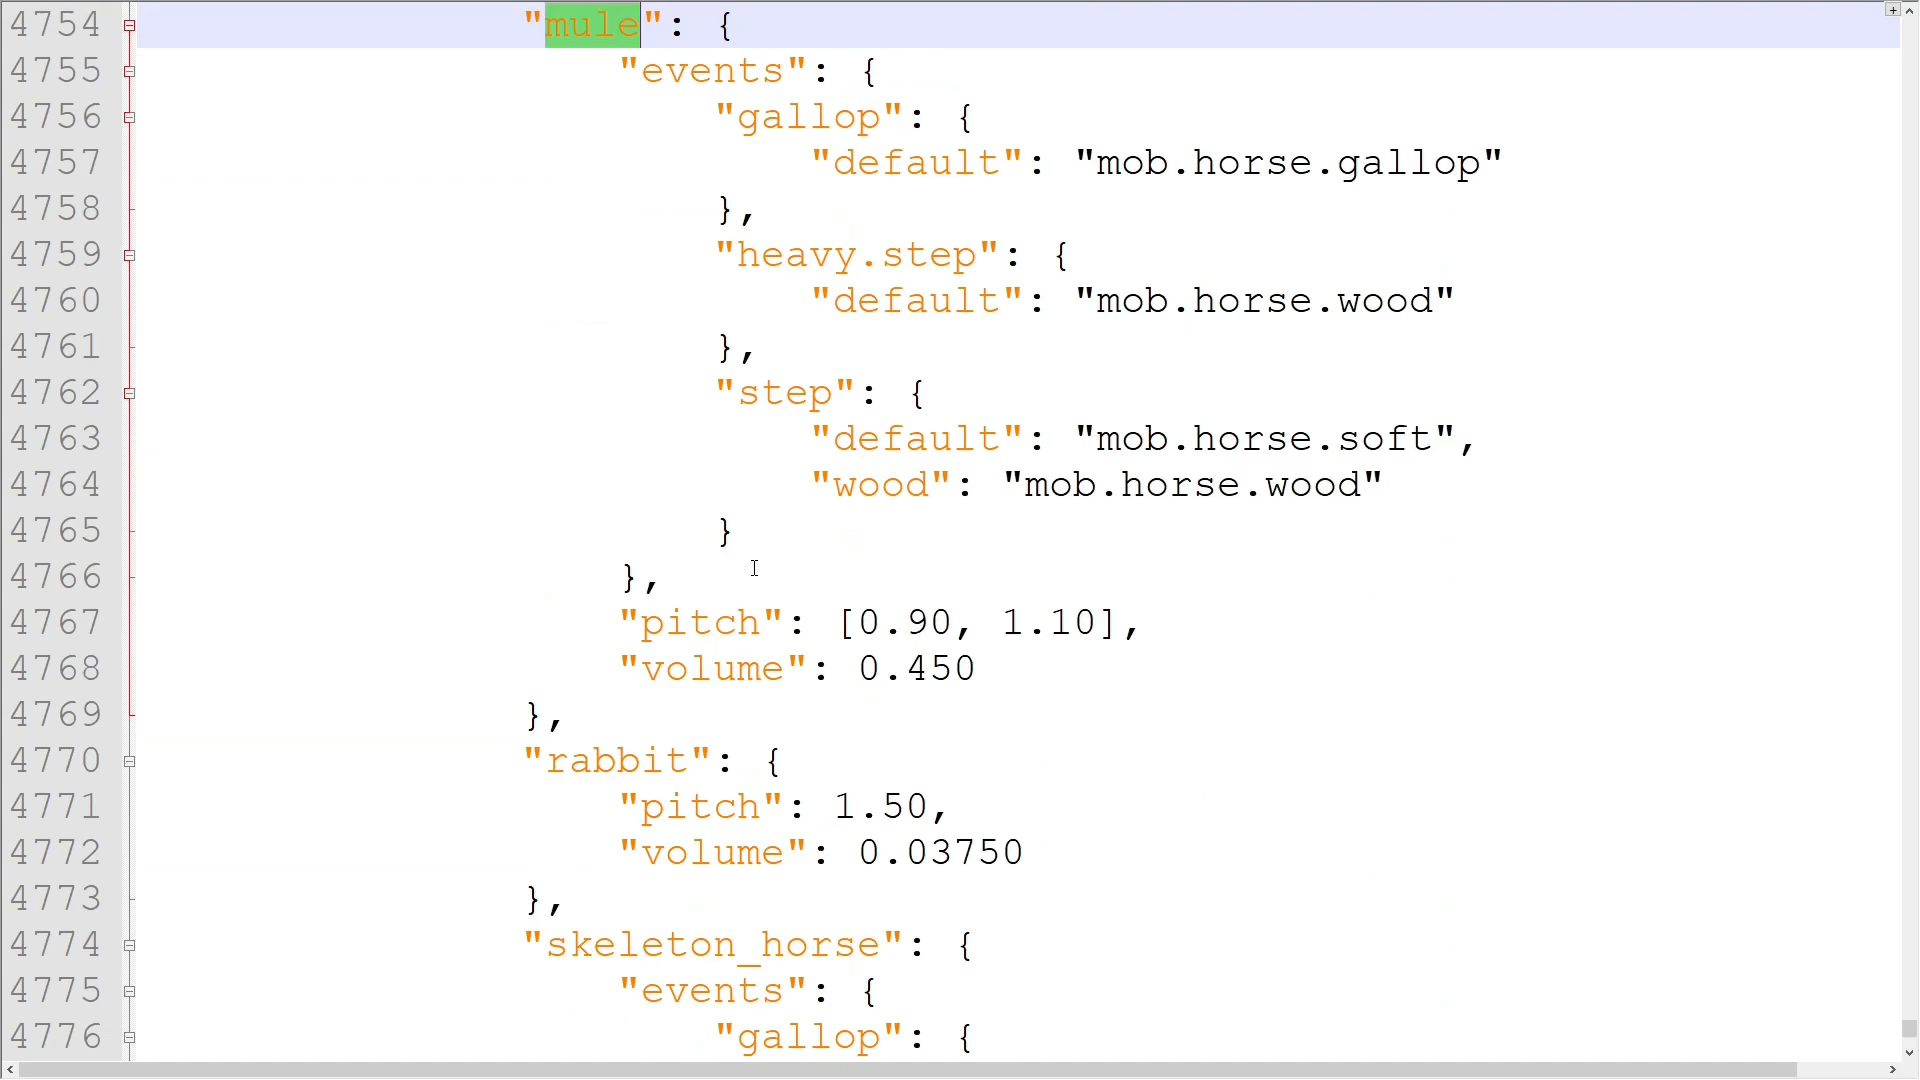 4754 "mule": {
4755 "events": {
4756 "gallop": {
4757 "default": "mob.horse.gallop"
4758 },
4759 "heavy.step": {
4760 "default": "mob.horse.wood"
4761 },
4762 "step": {
4763 "default": "mob.horse.soft",
4764 "wood": "mob.horse.wood"
4765 }
4766 },
4767 "pitch": [0.90, 1.10],
4768 "volume": 0.450
4769 },
4770 "rabbit": {
4771 "pitch": 1.50,
4772 "volume": 0.03750
4773 },
4774 "skeleton_horse": {
4775 "events": {
4776 "gallop": {